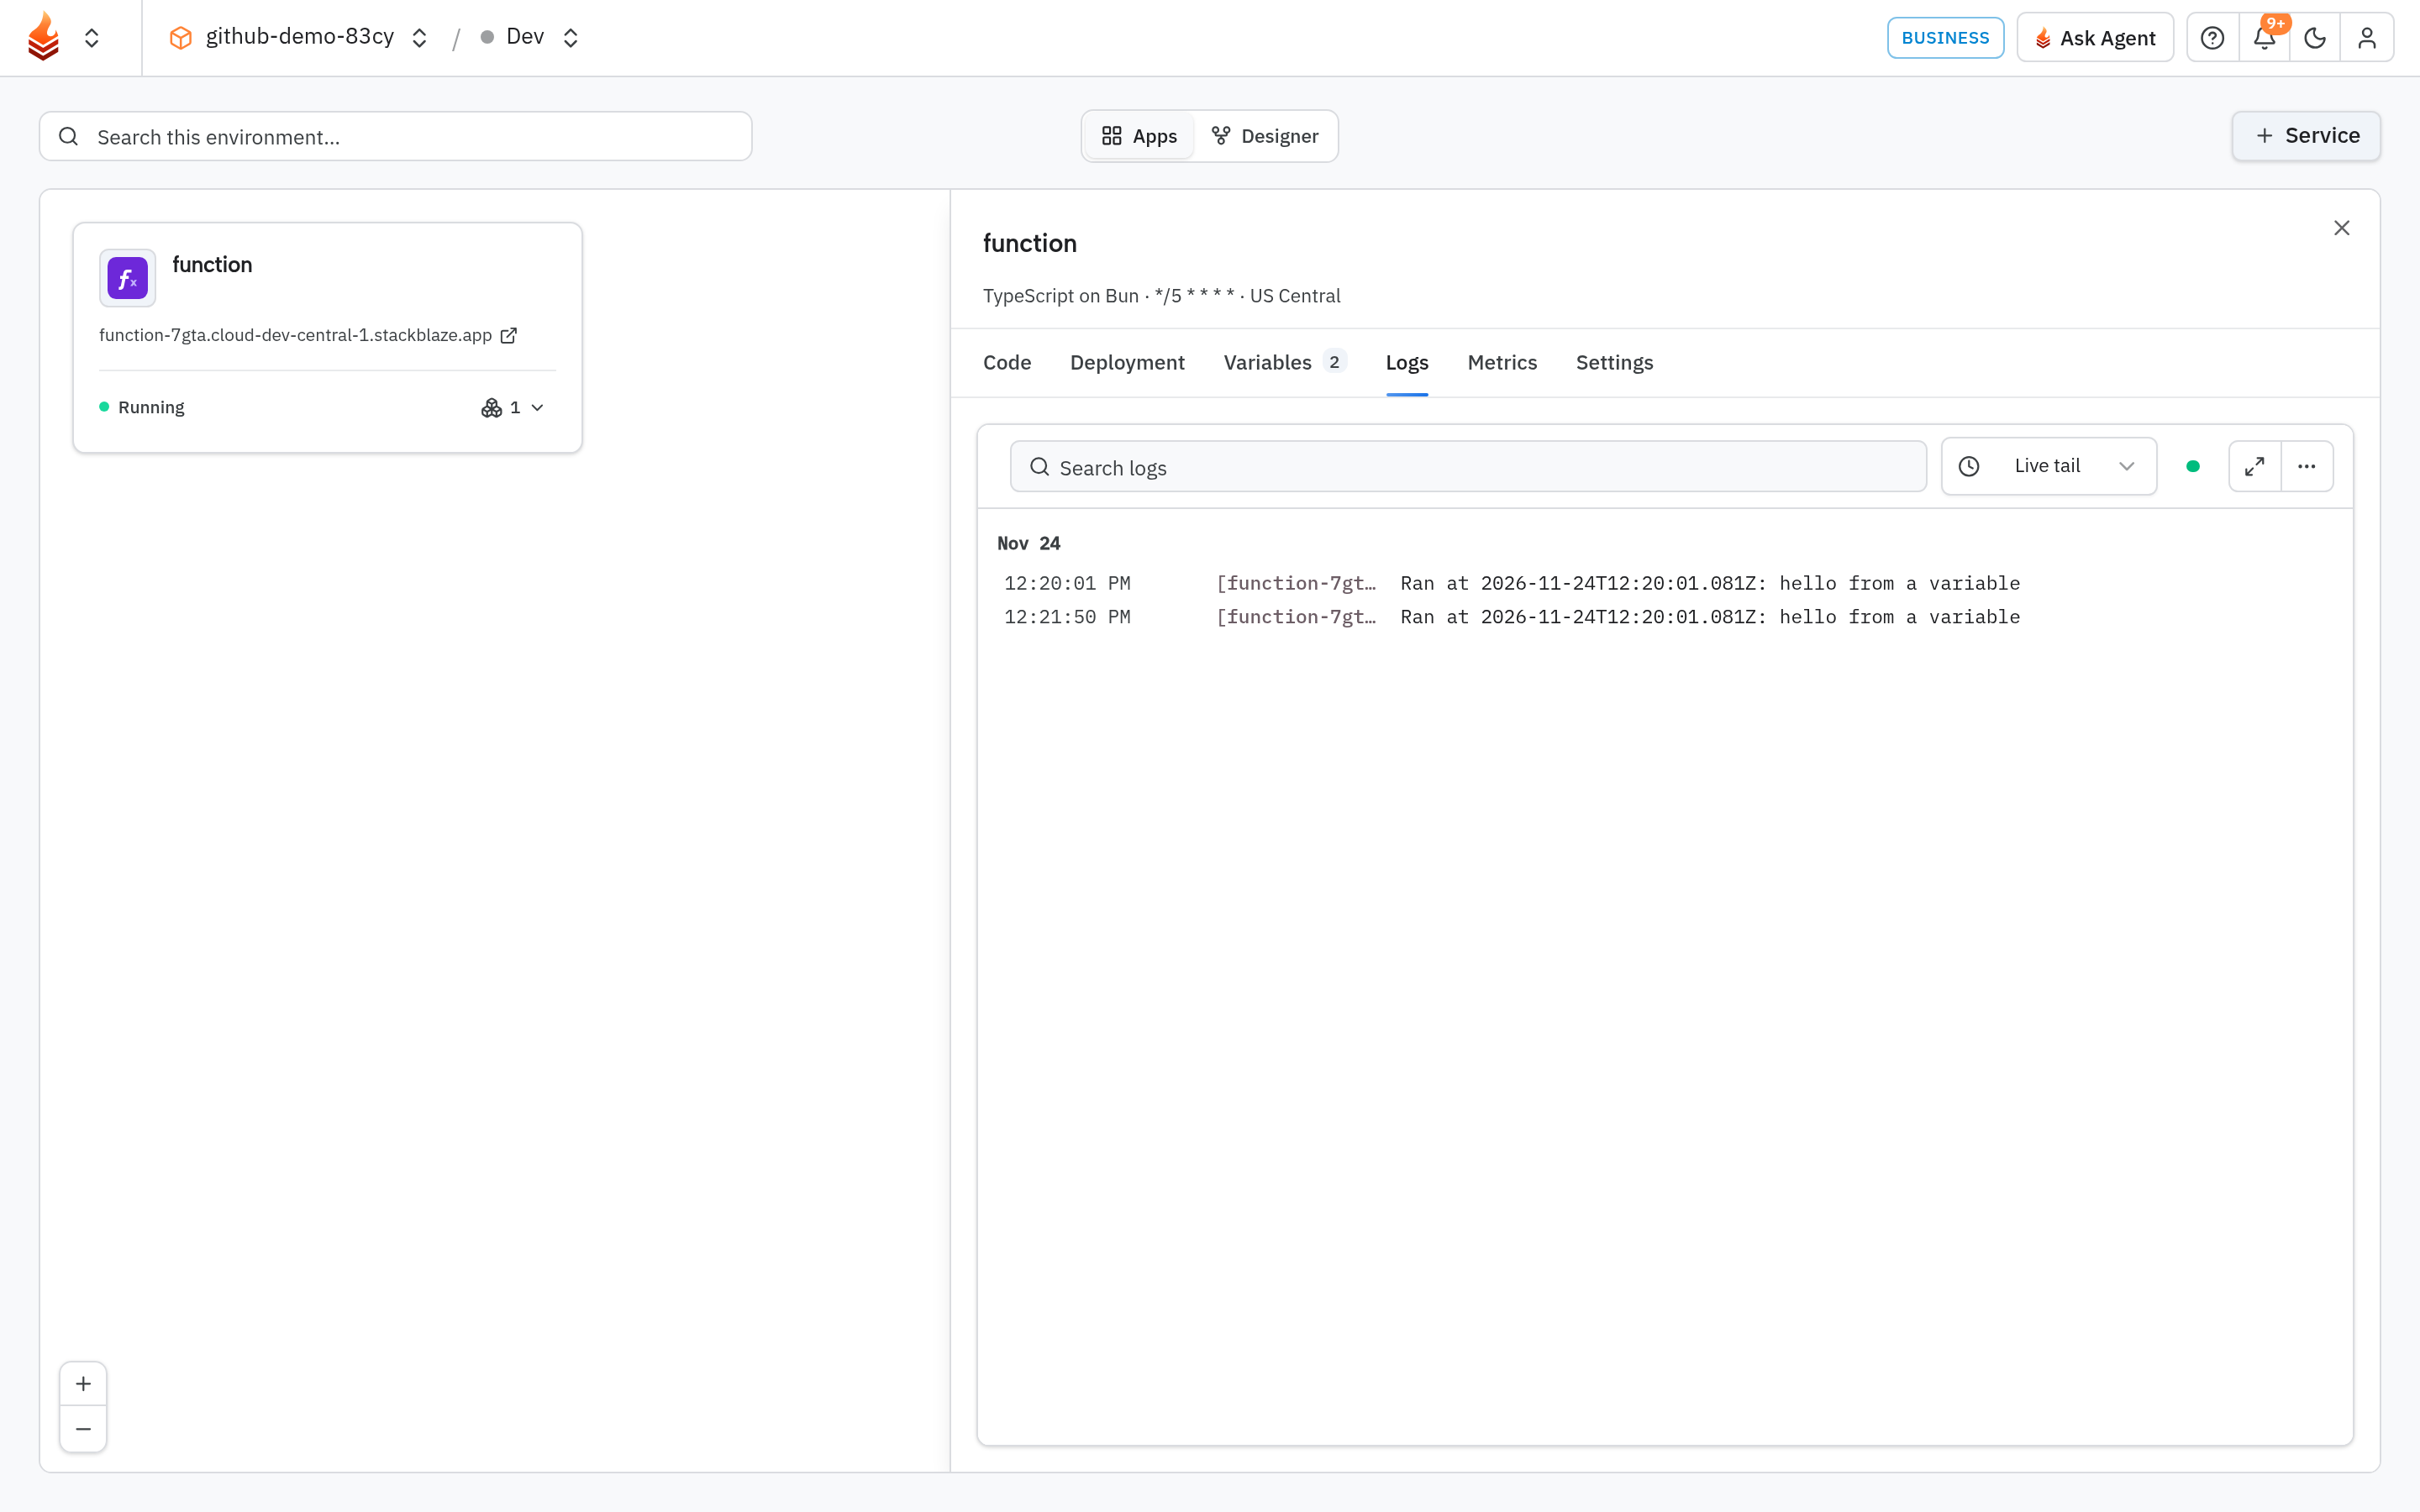 github-demo-83cy / Dev
BUSINESS
Ask Agent
9+
Search this environment...
Apps
Designer
+ Service
function
function-7gta.cloud-dev-central-1.stackblaze.app
Running
1
function
TypeScript on Bun · */5 * * * * · US Central
Code Deployment Variables 2 Logs Metrics Settings
Search logs
Live tail
Nov 24
12:20:01 PM [function-7gt… Ran at 2026-11-24T12:20:01.081Z: hello from a variable
12:21:50 PM [function-7gt… Ran at 2026-11-24T12:20:01.081Z: hello from a variable